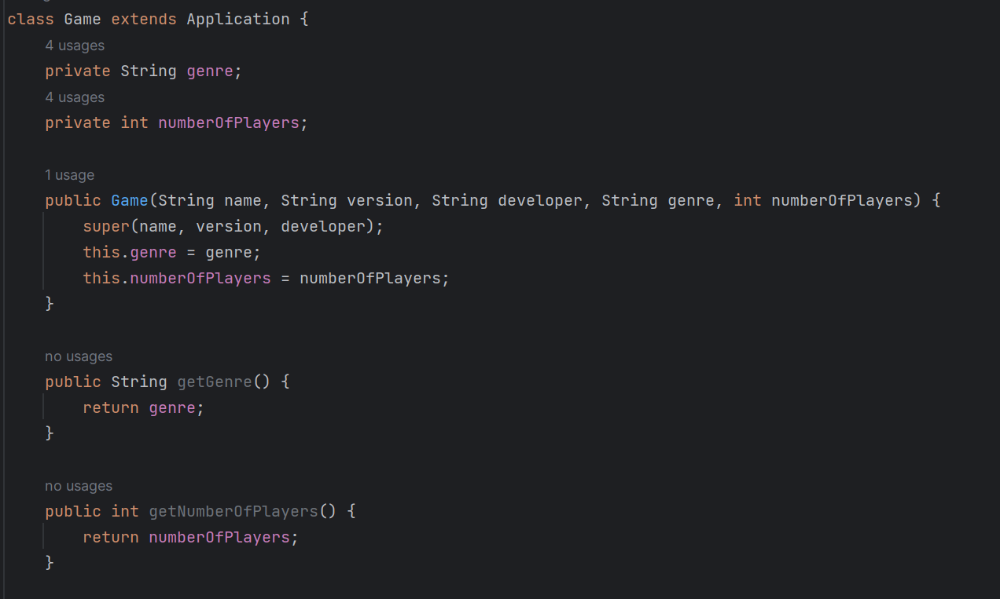 class Game extends Application {
4 usages
private String genre;
4 usages
private int numberOfPlayers;
1 usage
public Game(String name, String version, String developer, String genre, int numberOfPlayers) {
super(name, version, developer);
this.genre = genre;
this.numberOfPlayers = numberOfPlayers;
}
no usages
public String getGenre() {
return genre;
}
no usages
public int getNumberOfPlayers() {
return numberOfPlayers;
}